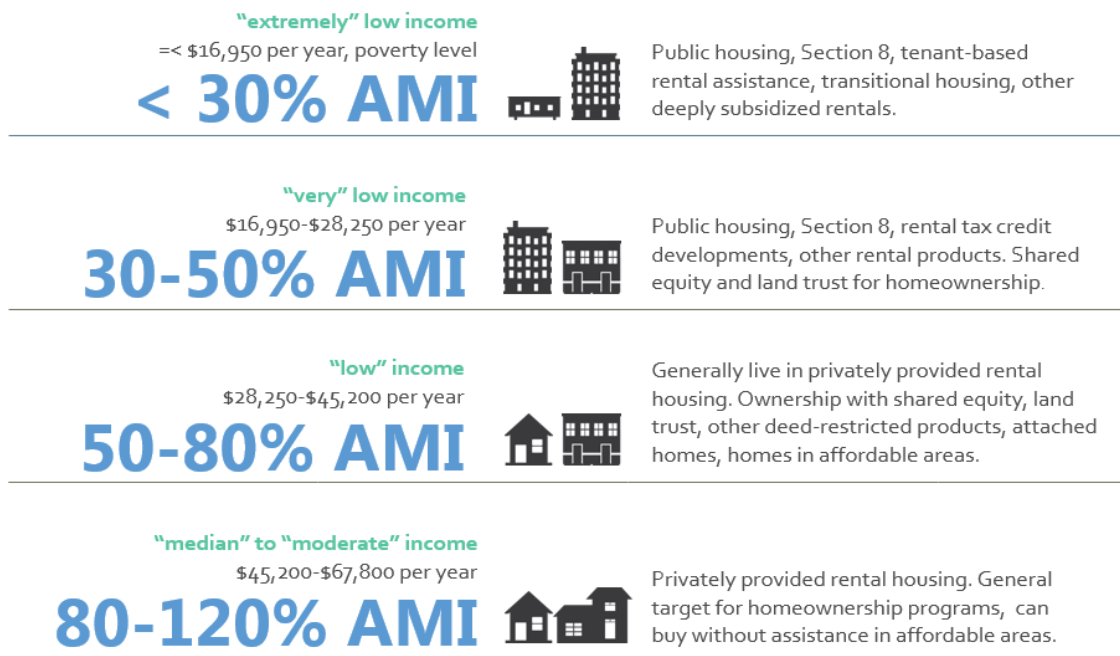 “extremely” low income
=< $16,950 per year, poverty level
< 30% AMI
Public housing, Section 8, tenant-based
rental assistance, transitional housing, other
deeply subsidized rentals.
“very” low income
$16,950-$28,250 per year
30-50% AMI
Public housing, Section 8, rental tax credit
developments, other rental products. Shared
equity and land trust for homeownership.
“low” income
$28,250-$45,200 per year
50-80% AMI
Generally live in privately provided rental
housing. Ownership with shared equity, land
trust, other deed-restricted products, attached
homes, homes in affordable areas.
“median” to “moderate” income
$45,200-$67,800 per year
80-120% AMI
Privately provided rental housing. General
target for homeownership programs, can
buy without assistance in affordable areas.